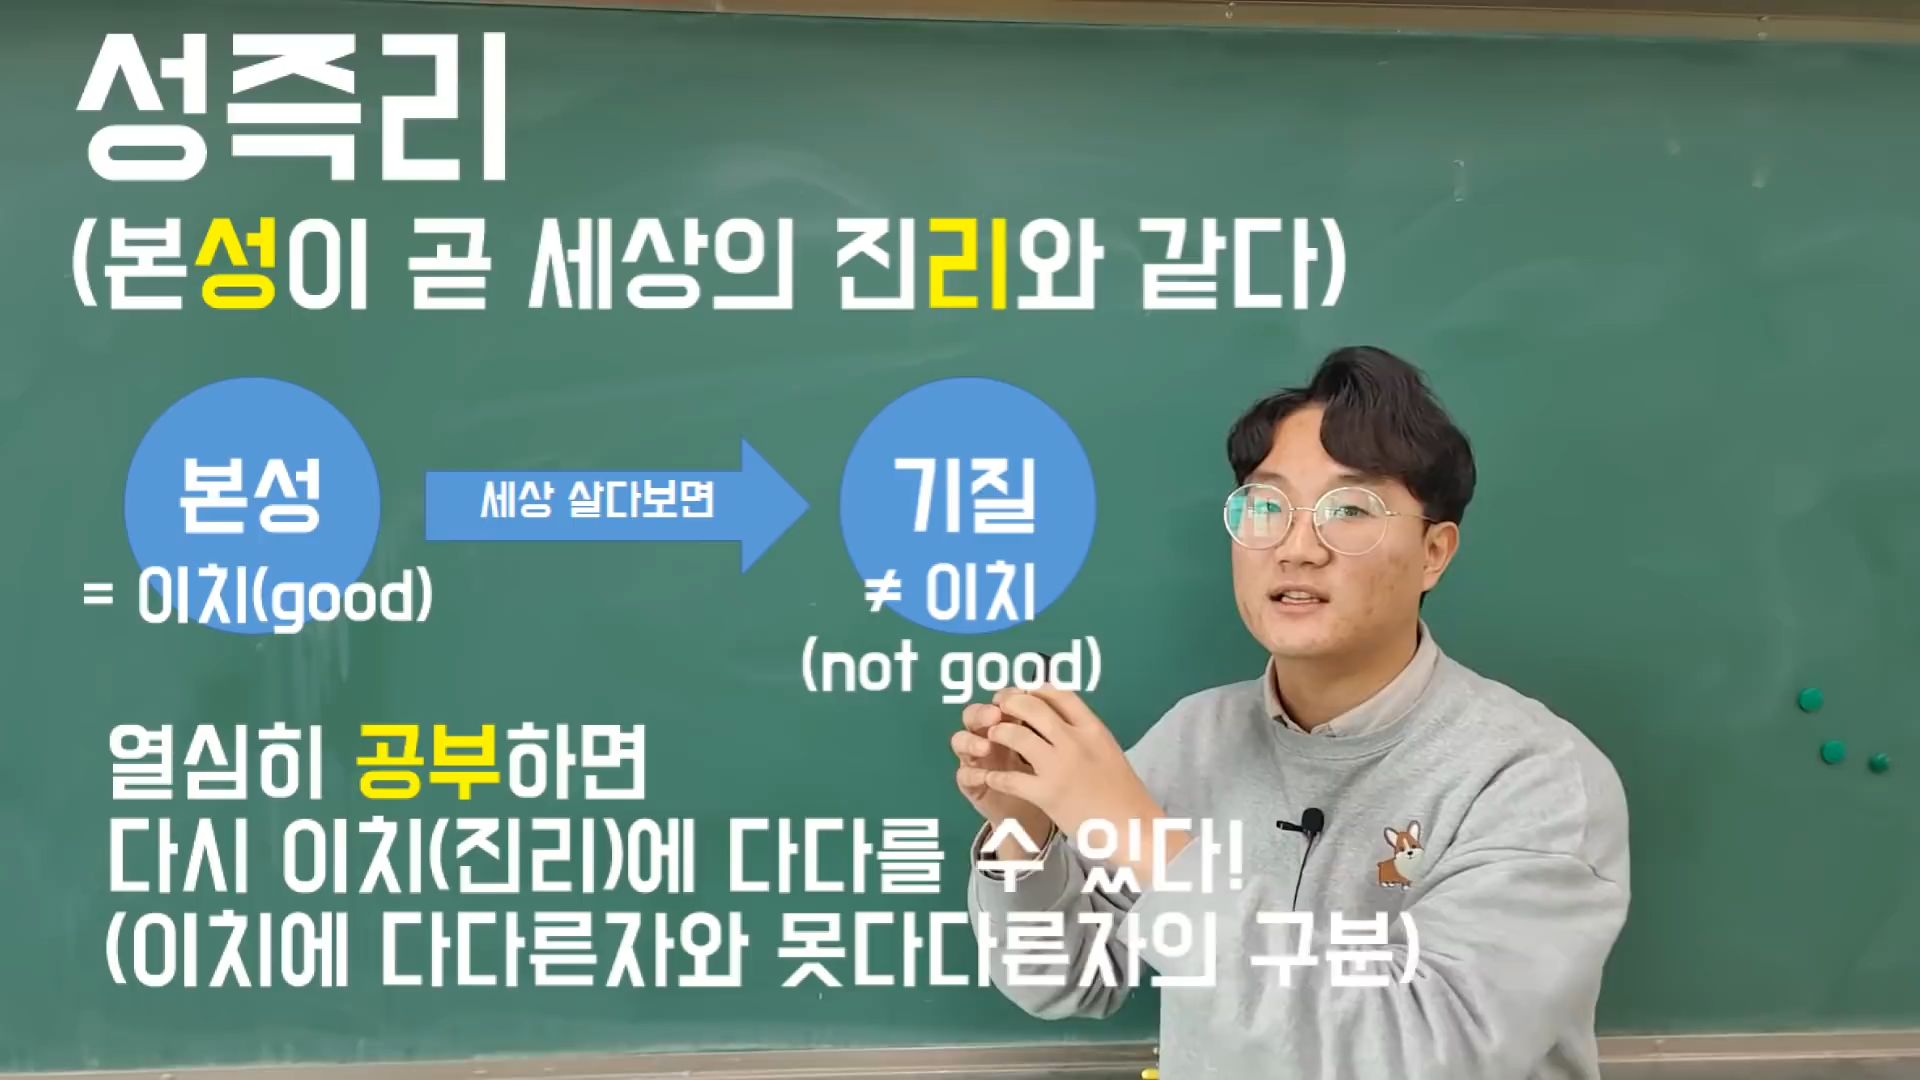 성즉리
(본성이 곧 세상의 진리와 같다)
본성
= 이치(good)
세상 살다보면
기질
≠ 이치
(not good)
열심히 공부하면
다시 이치(진리)에 다다를 수 있다!
(이치에 다다른자와 못다다른자의 구분)